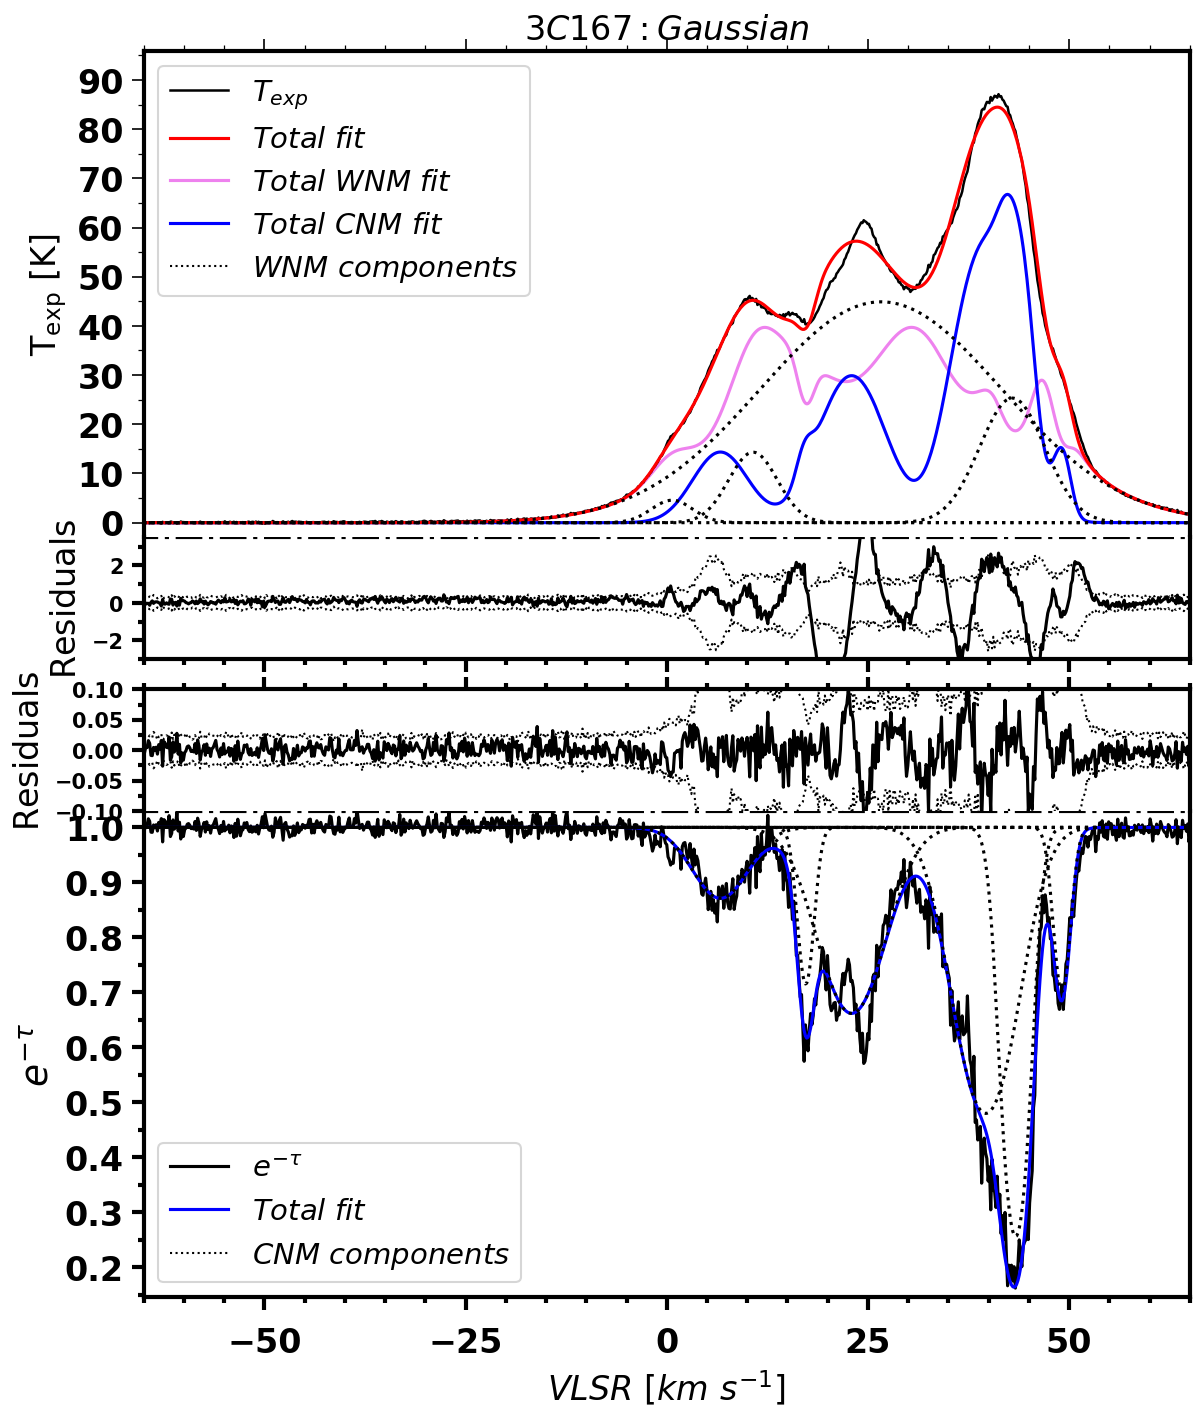 3C167 : Gaussian
T_exp [K]
90
80
70
60
50
40
30
20
10
0
T_exp
Total fit
Total WNM fit
Total CNM fit
WNM components
Residuals
2
0
−2
Residuals
0.10
0.05
0.00
−0.05
−0.10
e^−τ
1.0
0.9
0.8
0.7
0.6
0.5
0.4
0.3
0.2
e^−τ
Total fit
CNM components
−50 −25 0 25 50
VLSR [km s^−1]